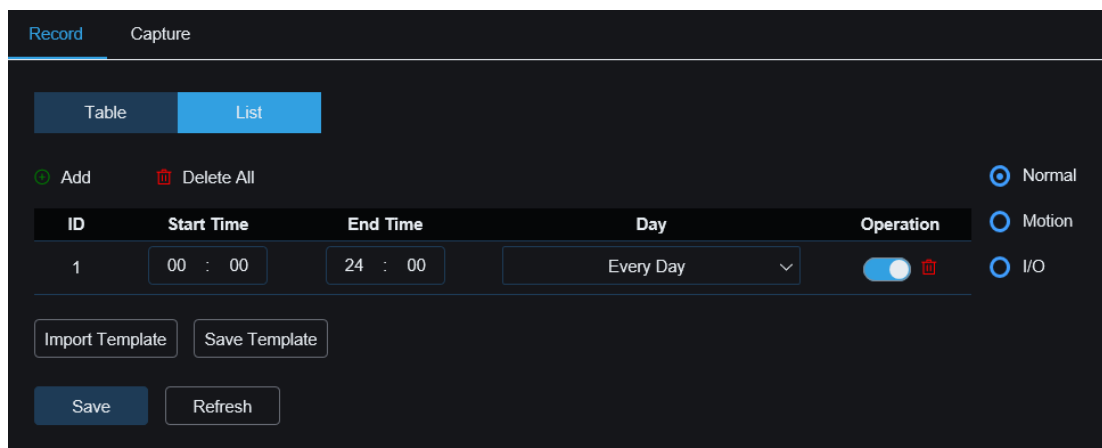 Record Capture
Table List
Add Delete All
Normal
ID Start Time End Time Day Operation
Motion
1 00 : 00 24 : 00 Every Day
I/O
Import Template Save Template
Save Refresh